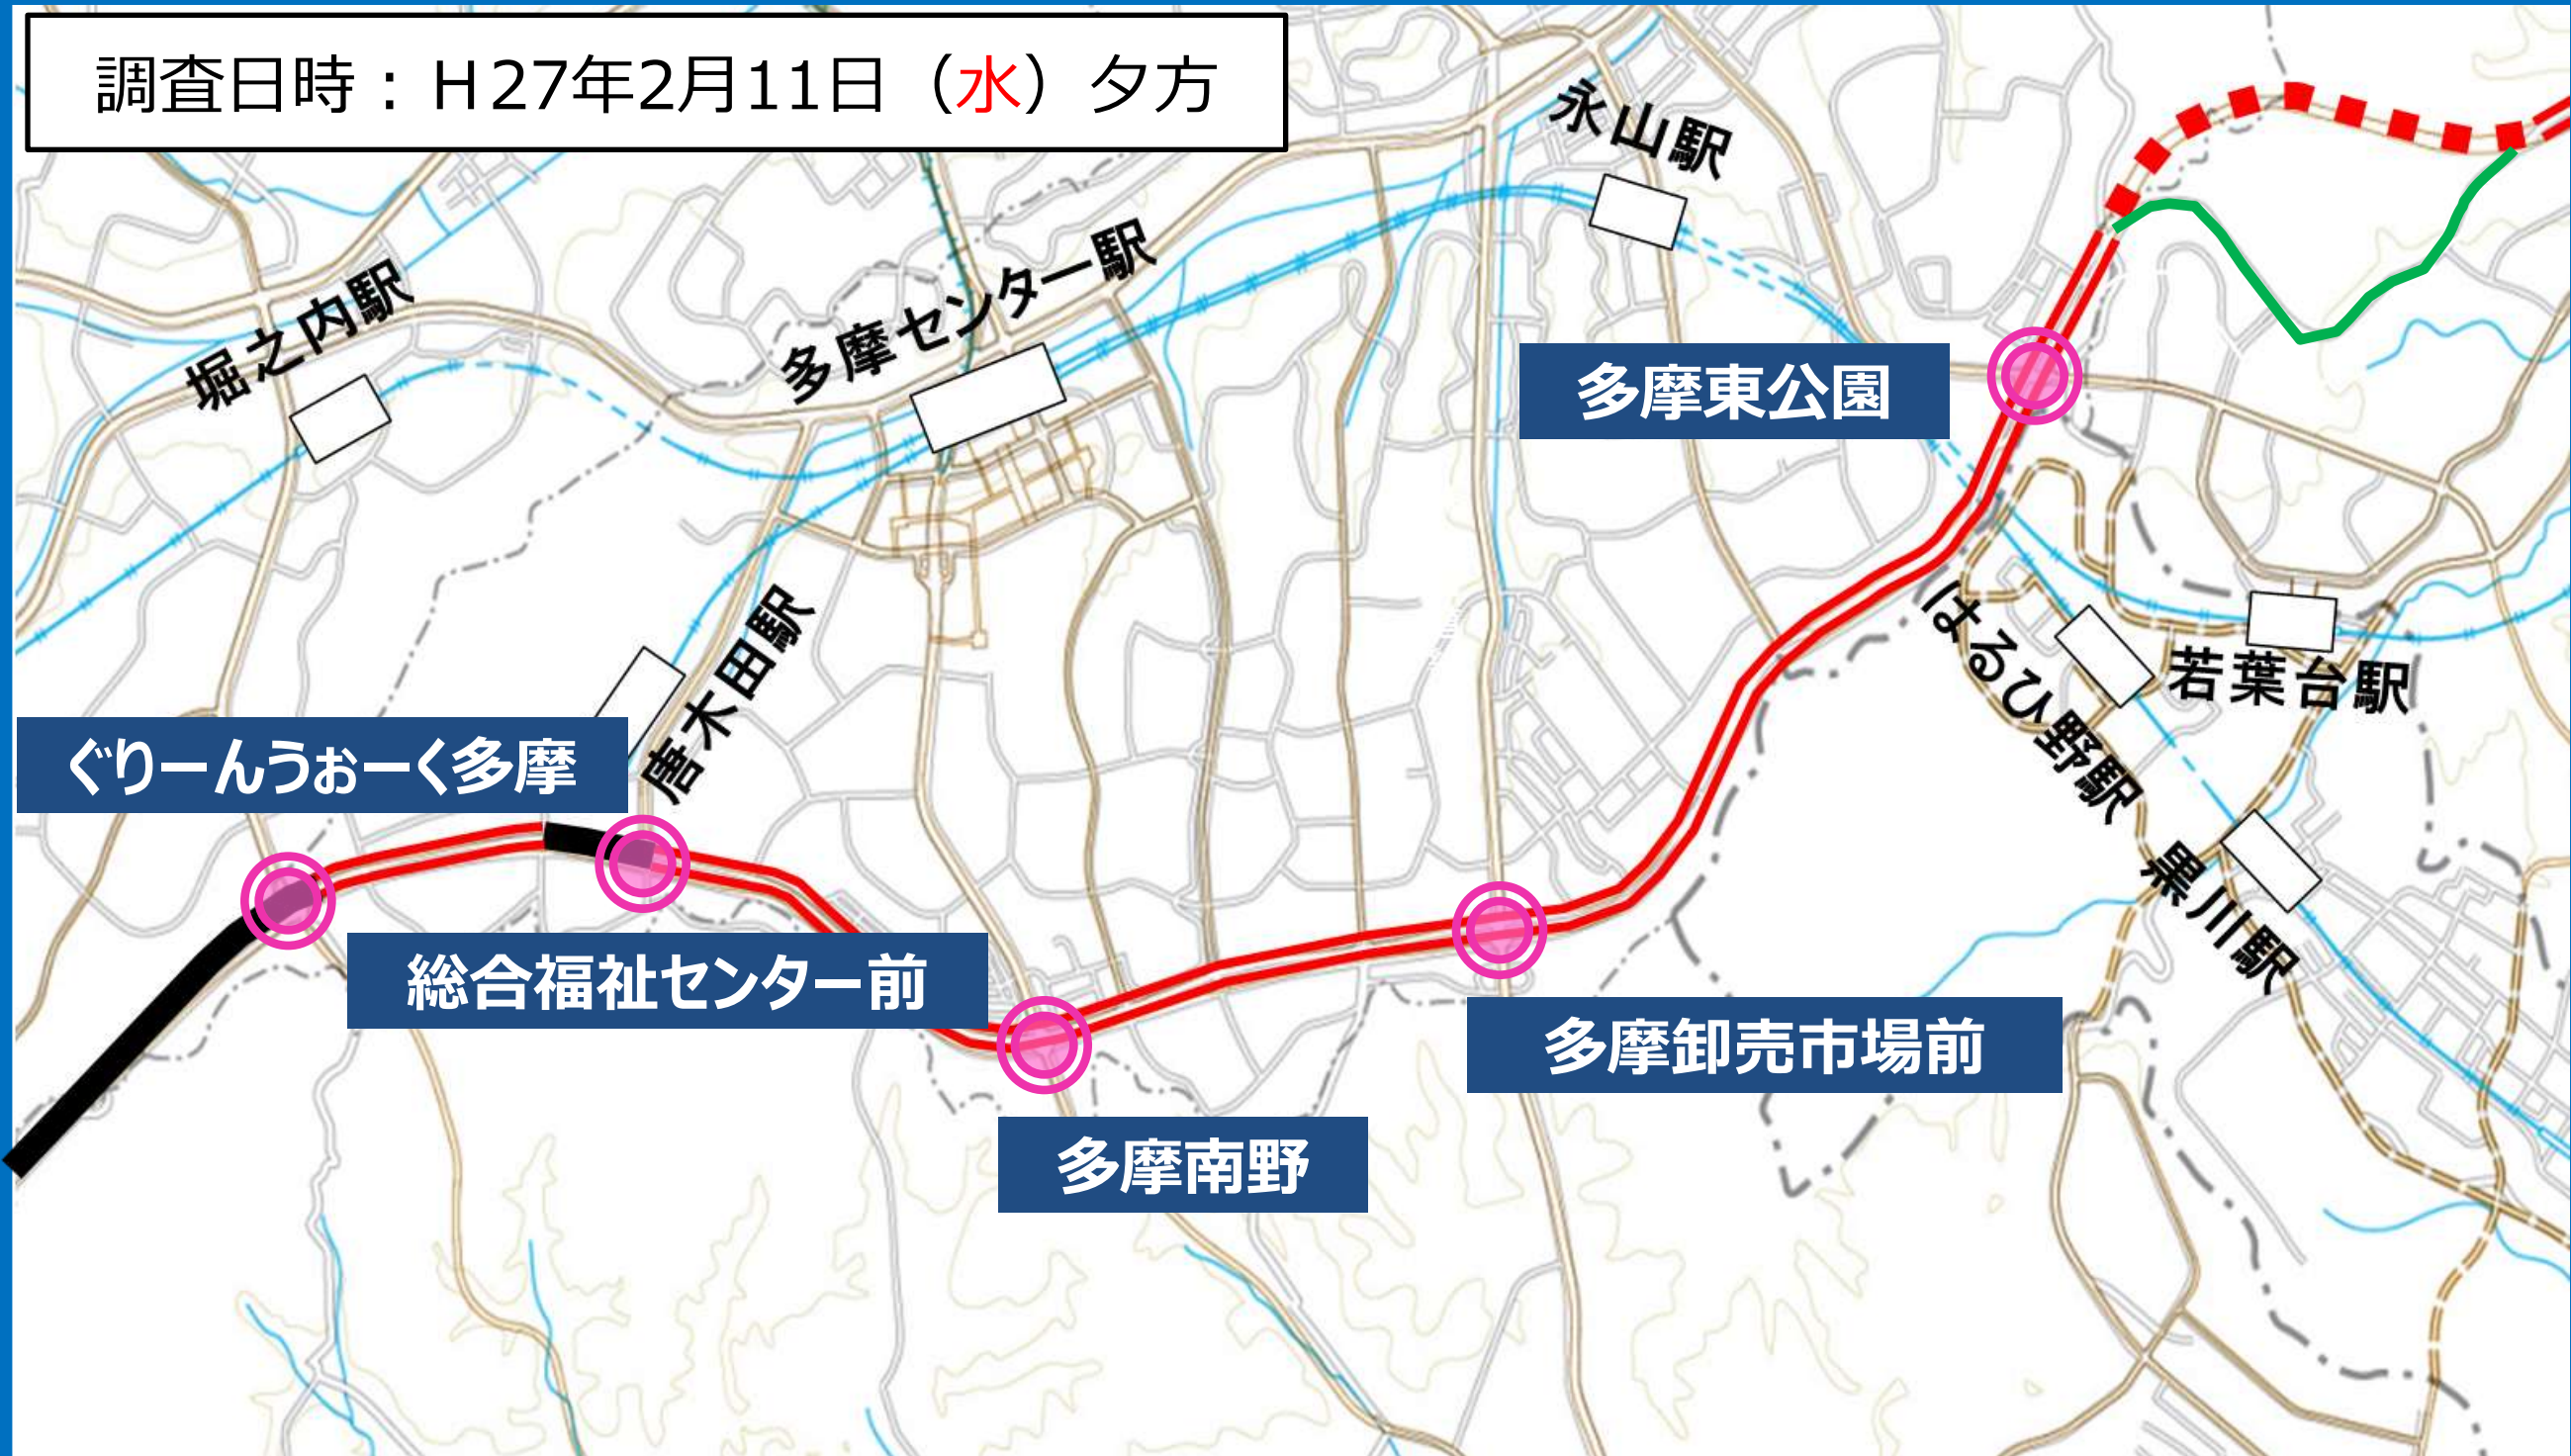 調査日時：Ｈ27年2月11日（水）夕方
永山駅
多摩センター駅
堀之内駅
多摩東公園
唐木田駅
はるひ野駅
若葉台駅
ぐりーんうぉーく多摩
黒川駅
総合福祉センター前
多摩卸売市場前
多摩南野